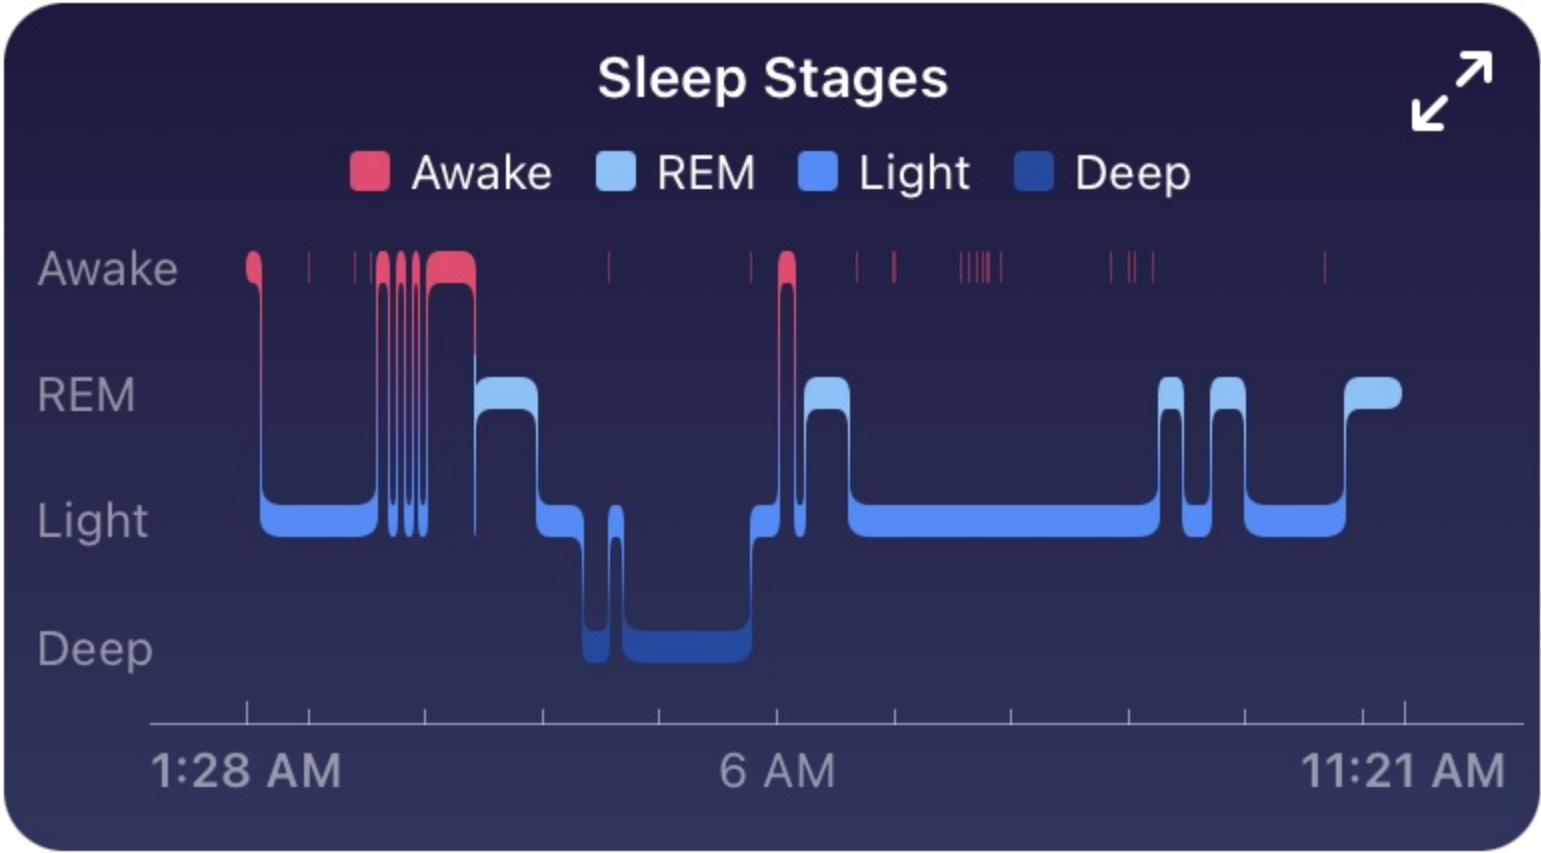 Sleep Stages
Awake REM Light Deep
Awake
REM
Light
Deep
1:28 AM 6 AM 11:21 AM